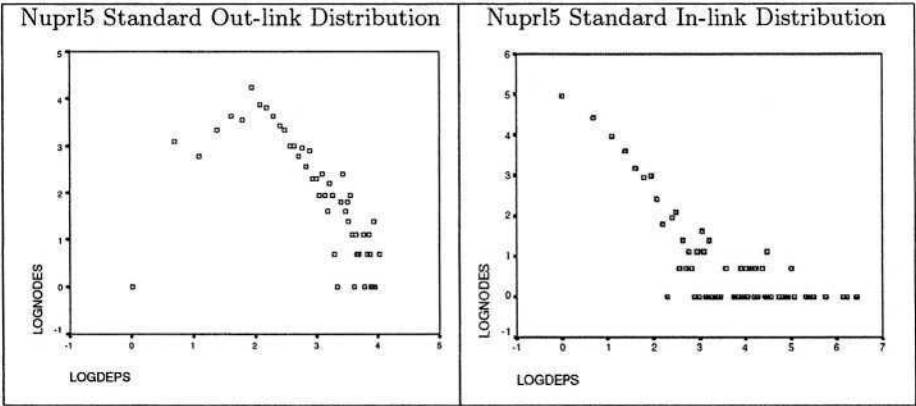 Nuprl5 Standard Out-link Distribution
5
4
3
2
1
0
-1
LOGNODES
-1 0 1 2 3 4 5
LOGDEPS
Nuprl5 Standard In-link Distribution
6
5
4
3
2
1
0
-1
LOGNODES
-1 0 1 2 3 4 5 6 7
LOGDEPS